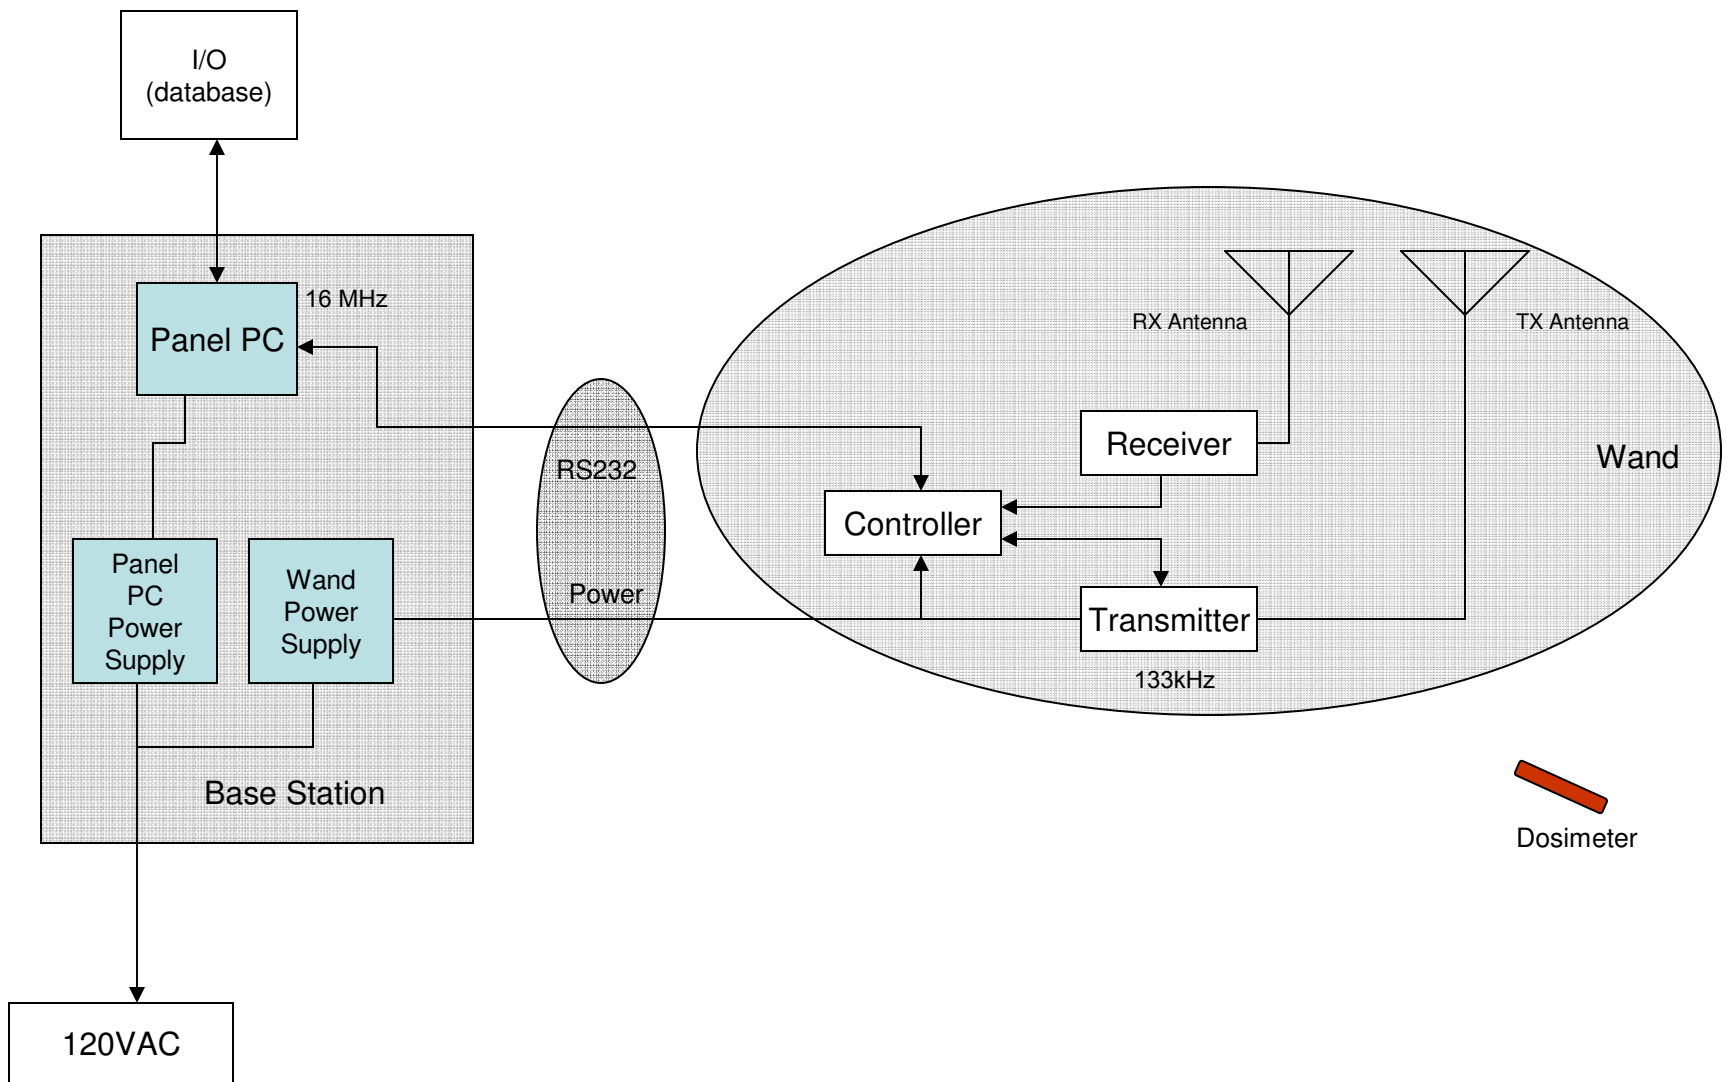 I/O
(database)
16 MHz
Panel PC
RX Antenna
TX Antenna
Receiver
Wand
RS232
Controller
Panel
PC
Power
Supply
Wand
Power
Supply
Power
Transmitter
133kHz
Base Station
Dosimeter
120VAC